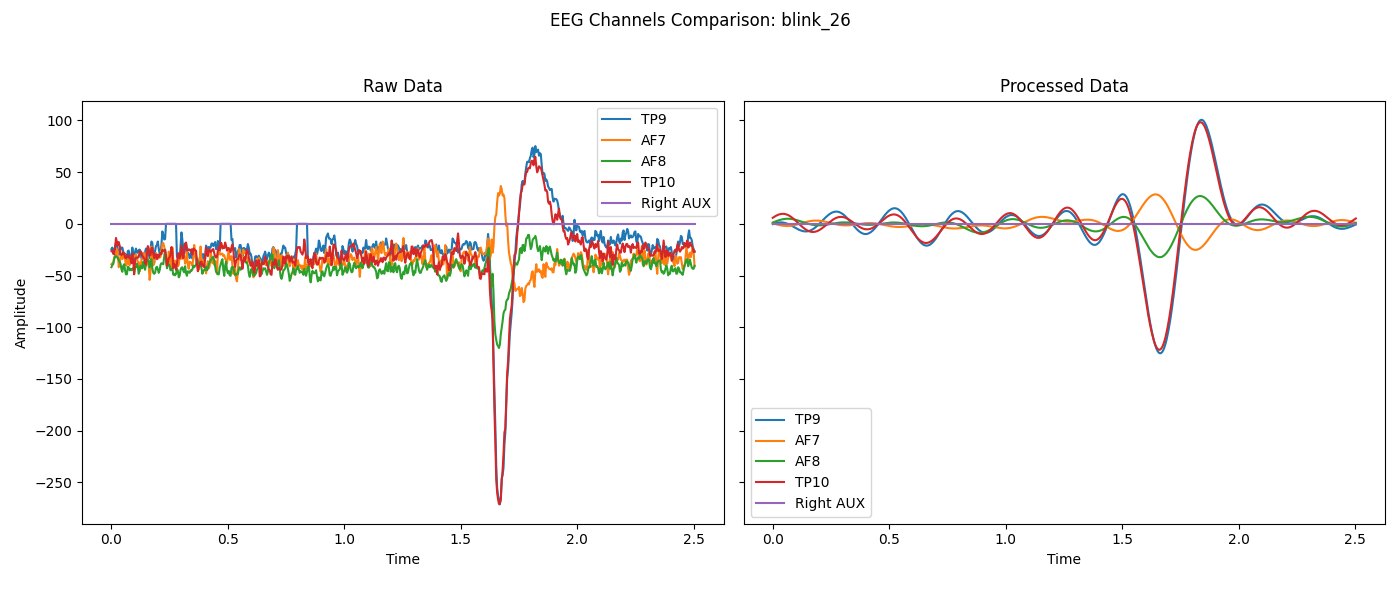 EEG Channels Comparison: blink_26
Raw Data
Amplitude
100
50
0
−50
−100
−150
−200
−250
TP9
AF7
AF8
TP10
Right AUX
0.0 0.5 1.0 1.5 2.0 2.5
Time
Processed Data
TP9
AF7
AF8
TP10
Right AUX
0.0 0.5 1.0 1.5 2.0 2.5
Time